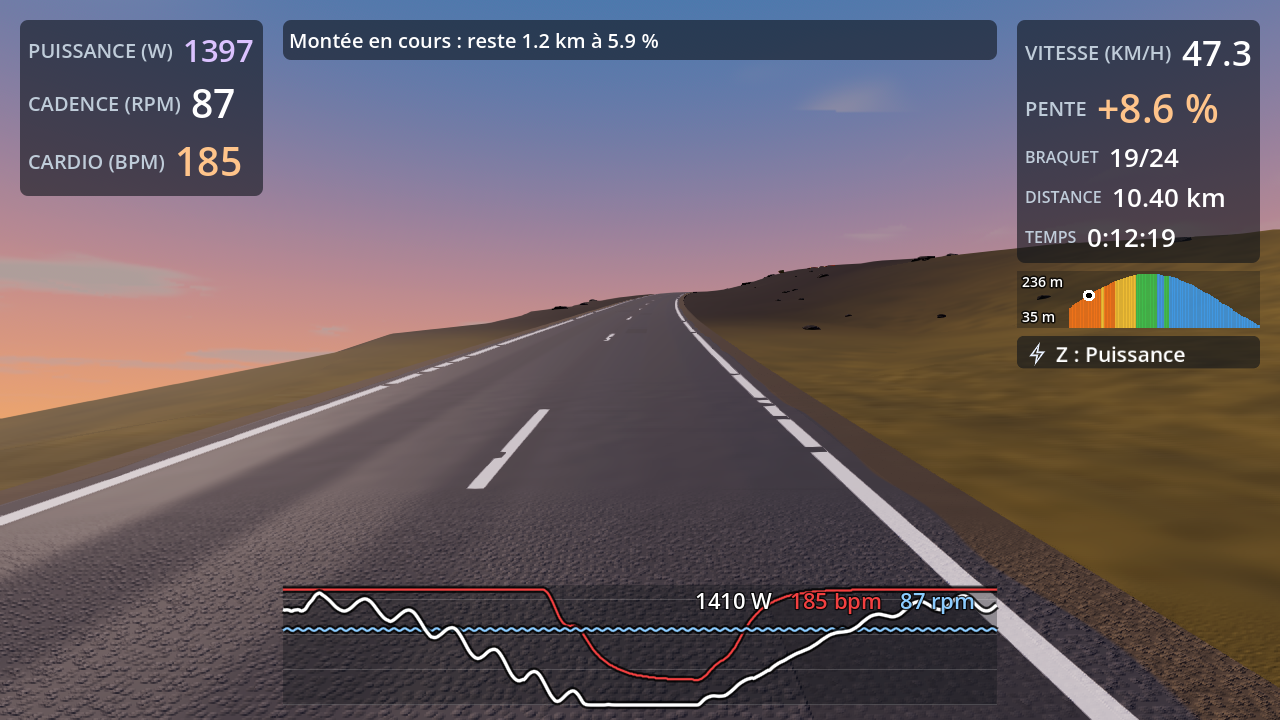 PUISSANCE (W) 1397
CADENCE (RPM) 87
CARDIO (BPM) 185
Montée en cours : reste 1.2 km à 5.9 %
VITESSE (KM/H) 47.3
PENTE +8.6 %
BRAQUET 19/24
DISTANCE 10.40 km
TEMPS 0:12:19
236 m
35 m
Z : Puissance
1410 W 185 bpm 87 rpm